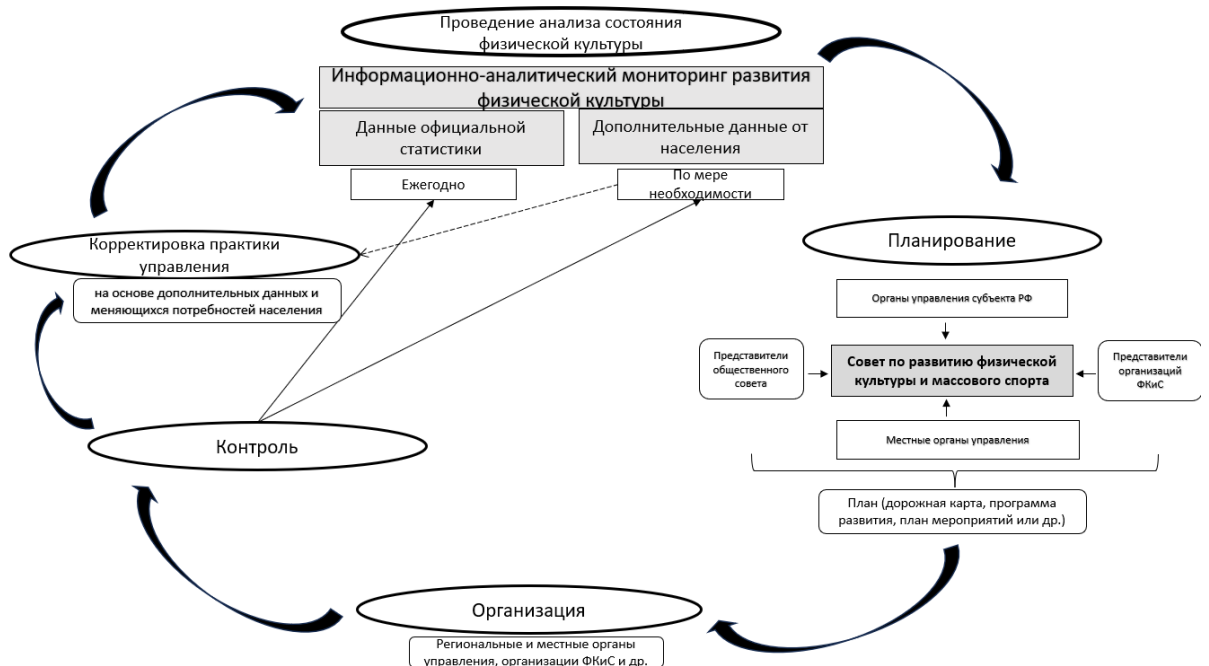 Проведение анализа состояния
физической культуры
Информационно-аналитический мониторинг развития
физической культуры
Данные официальной
статистики
Дополнительные данные от
населения
Ежегодно
По мере
необходимости
Корректировка практики
управления
на основе дополнительных данных и
меняющихся потребностей населения
Планирование
Органы управления субъекта РФ
Представители
общественного
совета
Совет по развитию физической
культуры и массового спорта
Представители
организаций
ФКиС
Местные органы управления
План (дорожная карта, программа
развития, план мероприятий или др.)
Контроль
Организация
Региональные и местные органы
управления, организации ФКиС и др.